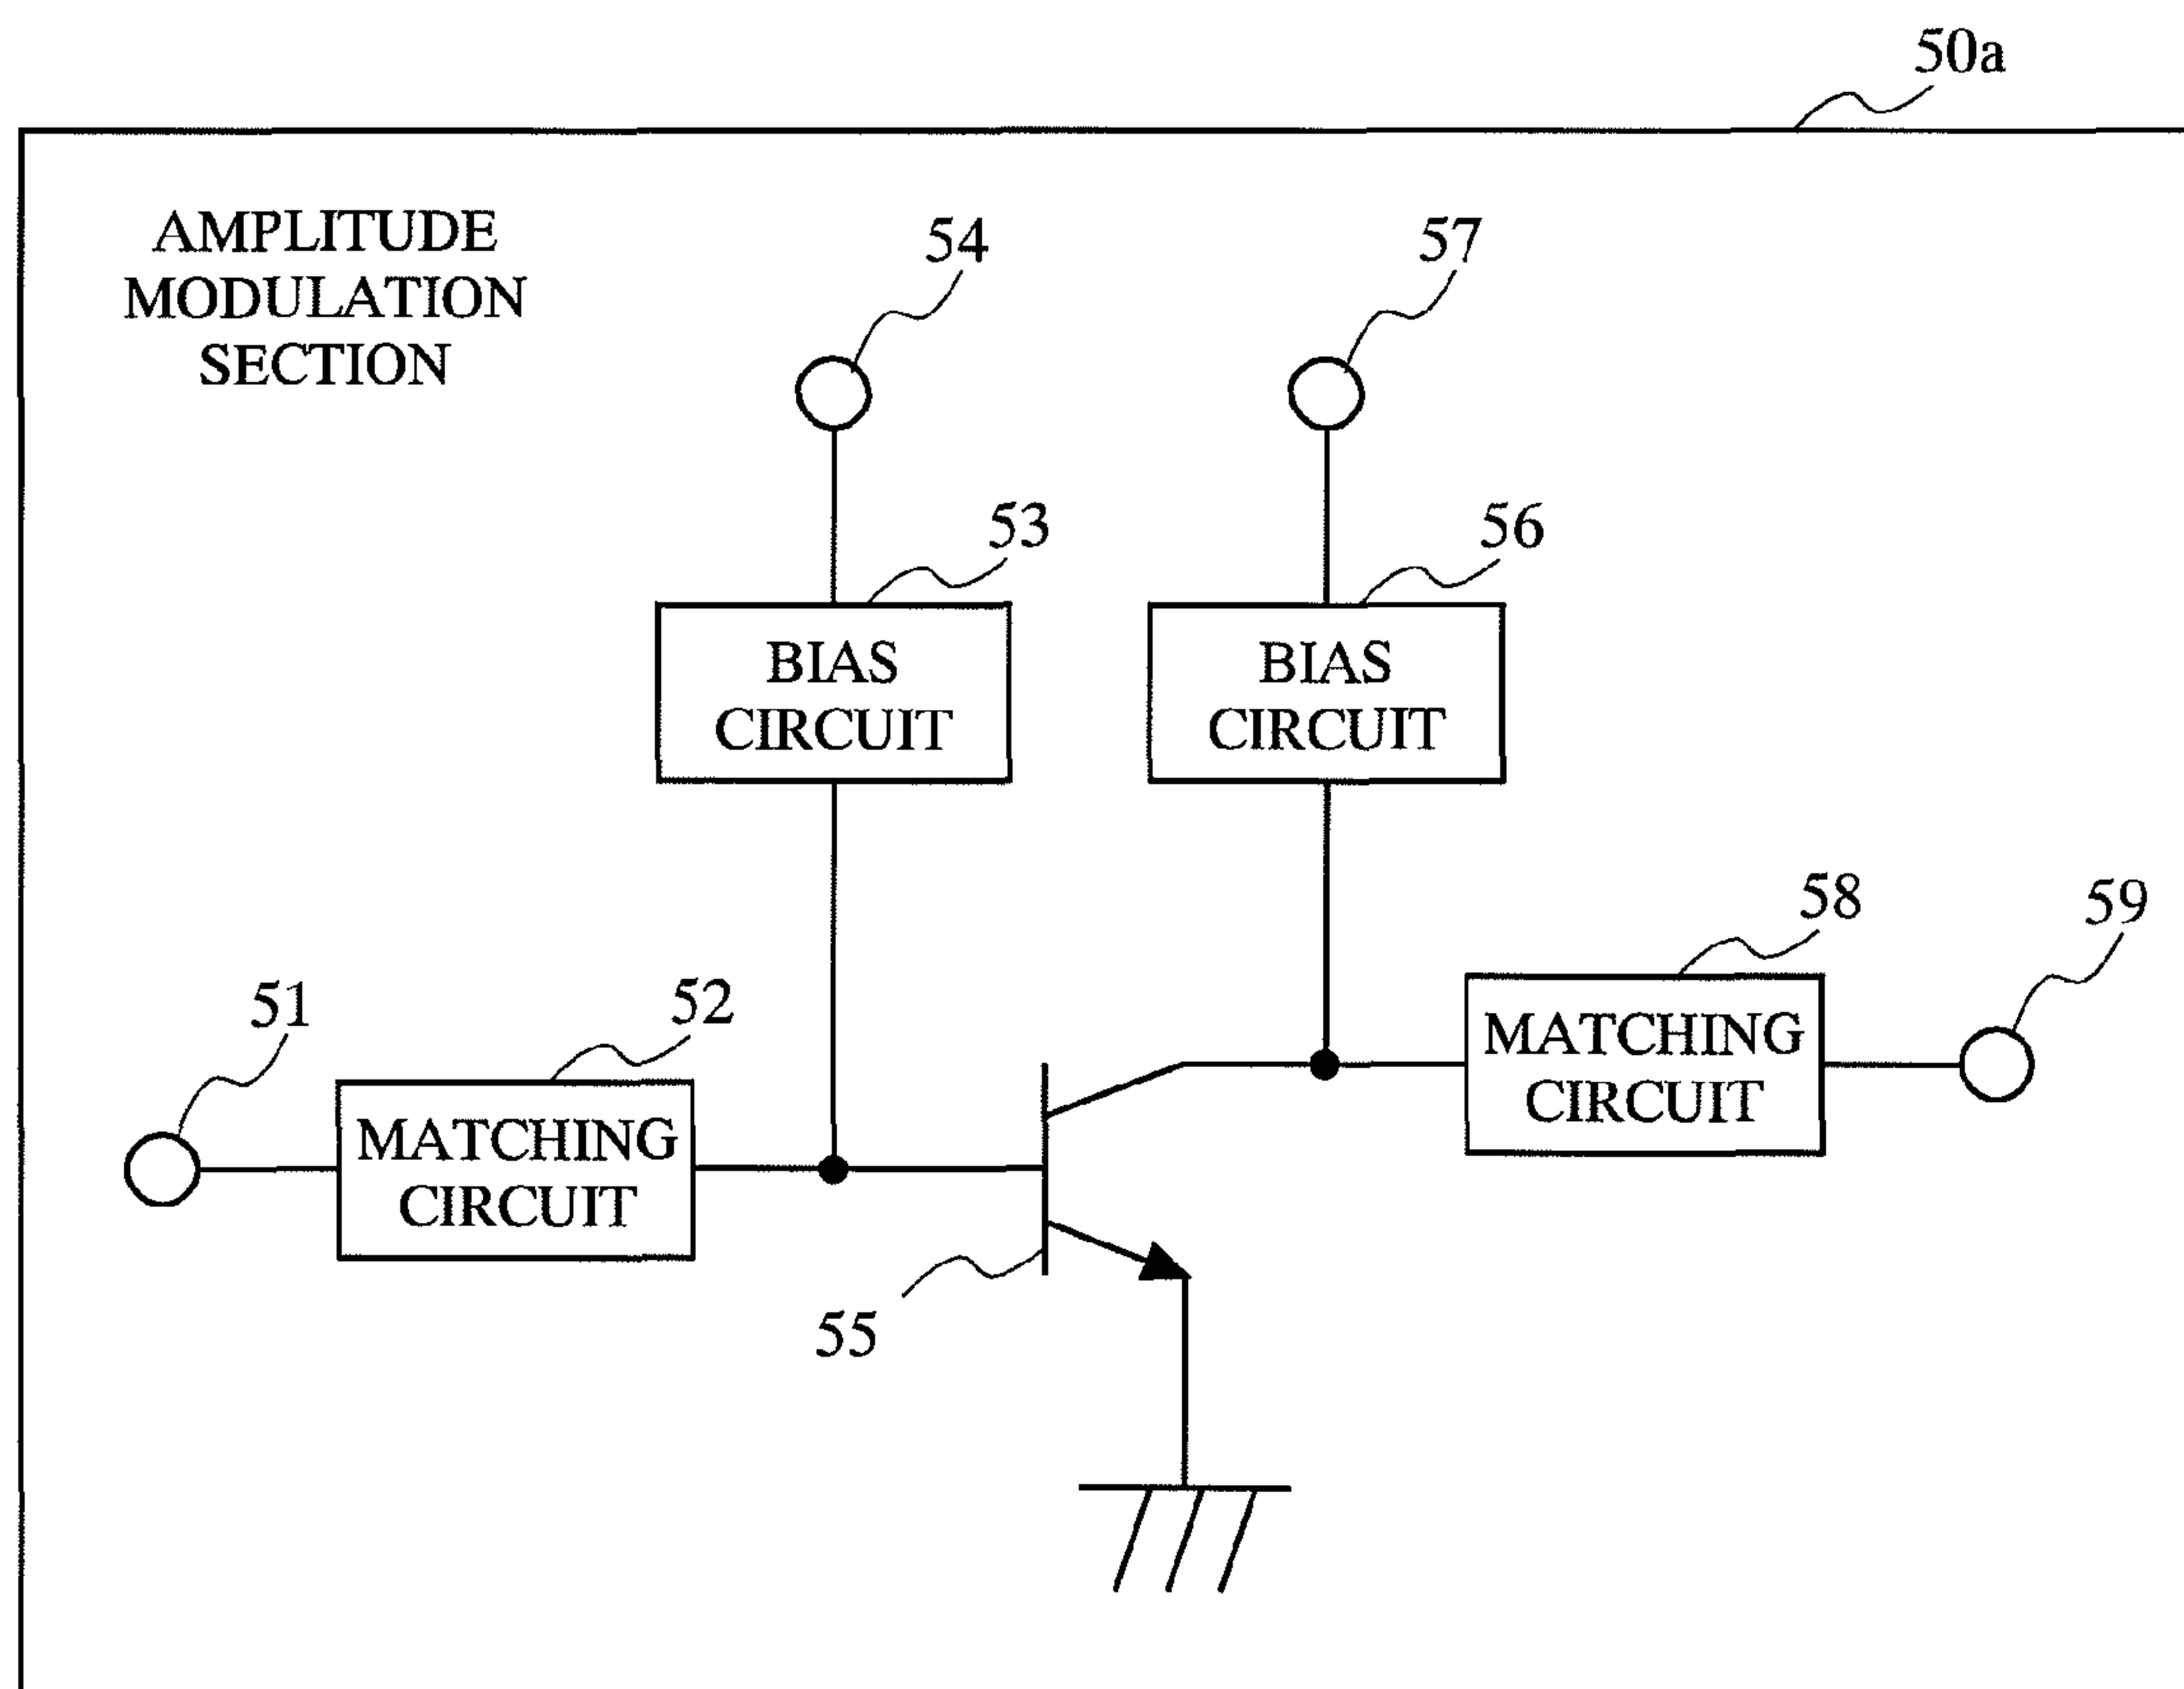 50a
AMPLITUDE
MODULATION
SECTION
54
57
53
56
BIAS
CIRCUIT
BIAS
CIRCUIT
58
59
51
52
MATCHING
CIRCUIT
MATCHING
CIRCUIT
55